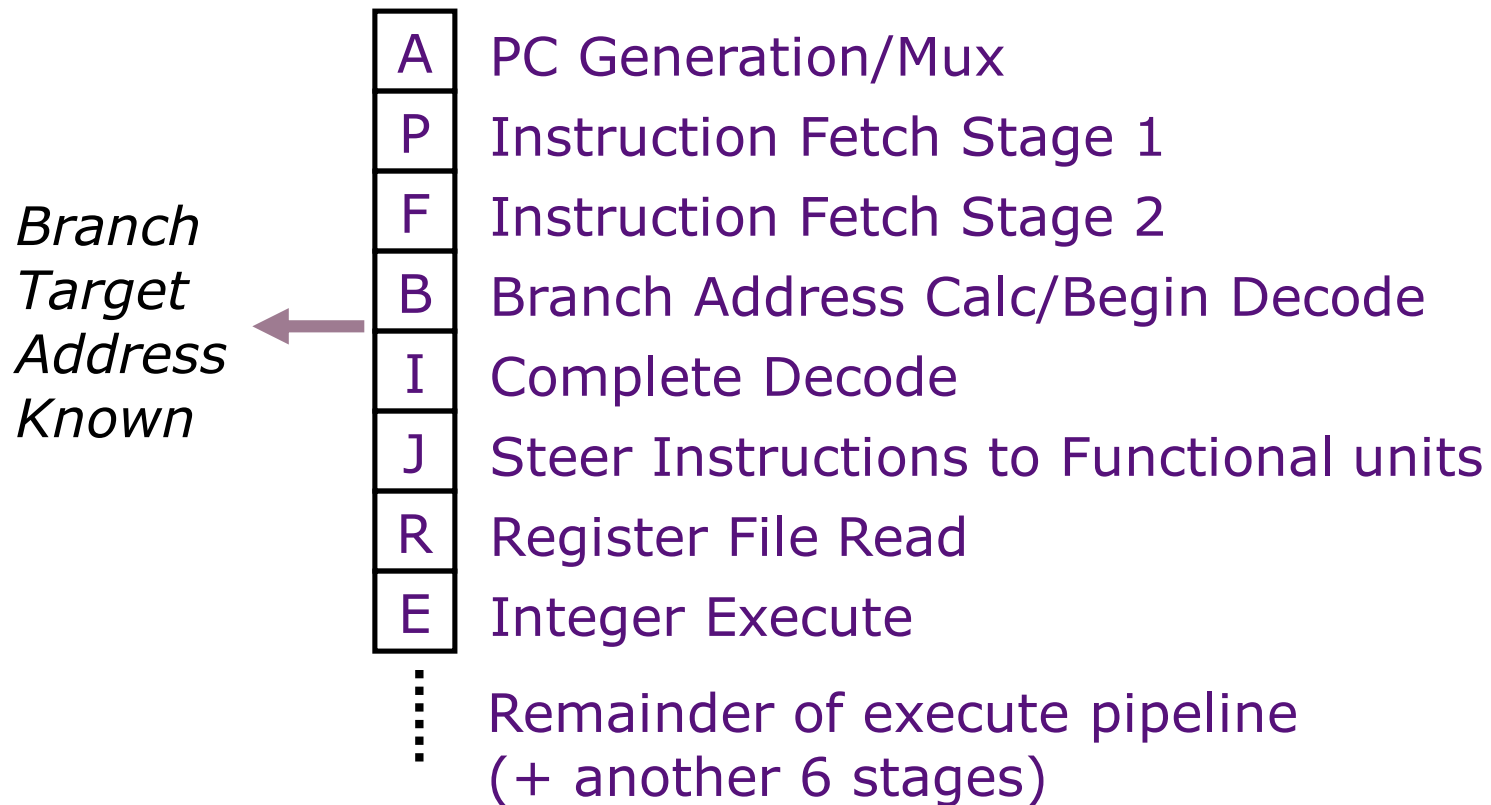 A PC Generation/Mux
P Instruction Fetch Stage 1
F Instruction Fetch Stage 2
Branch
Target
Address
Known
B Branch Address Calc/Begin Decode
I Complete Decode
J Steer Instructions to Functional units
R Register File Read
E Integer Execute
Remainder of execute pipeline
(+ another 6 stages)